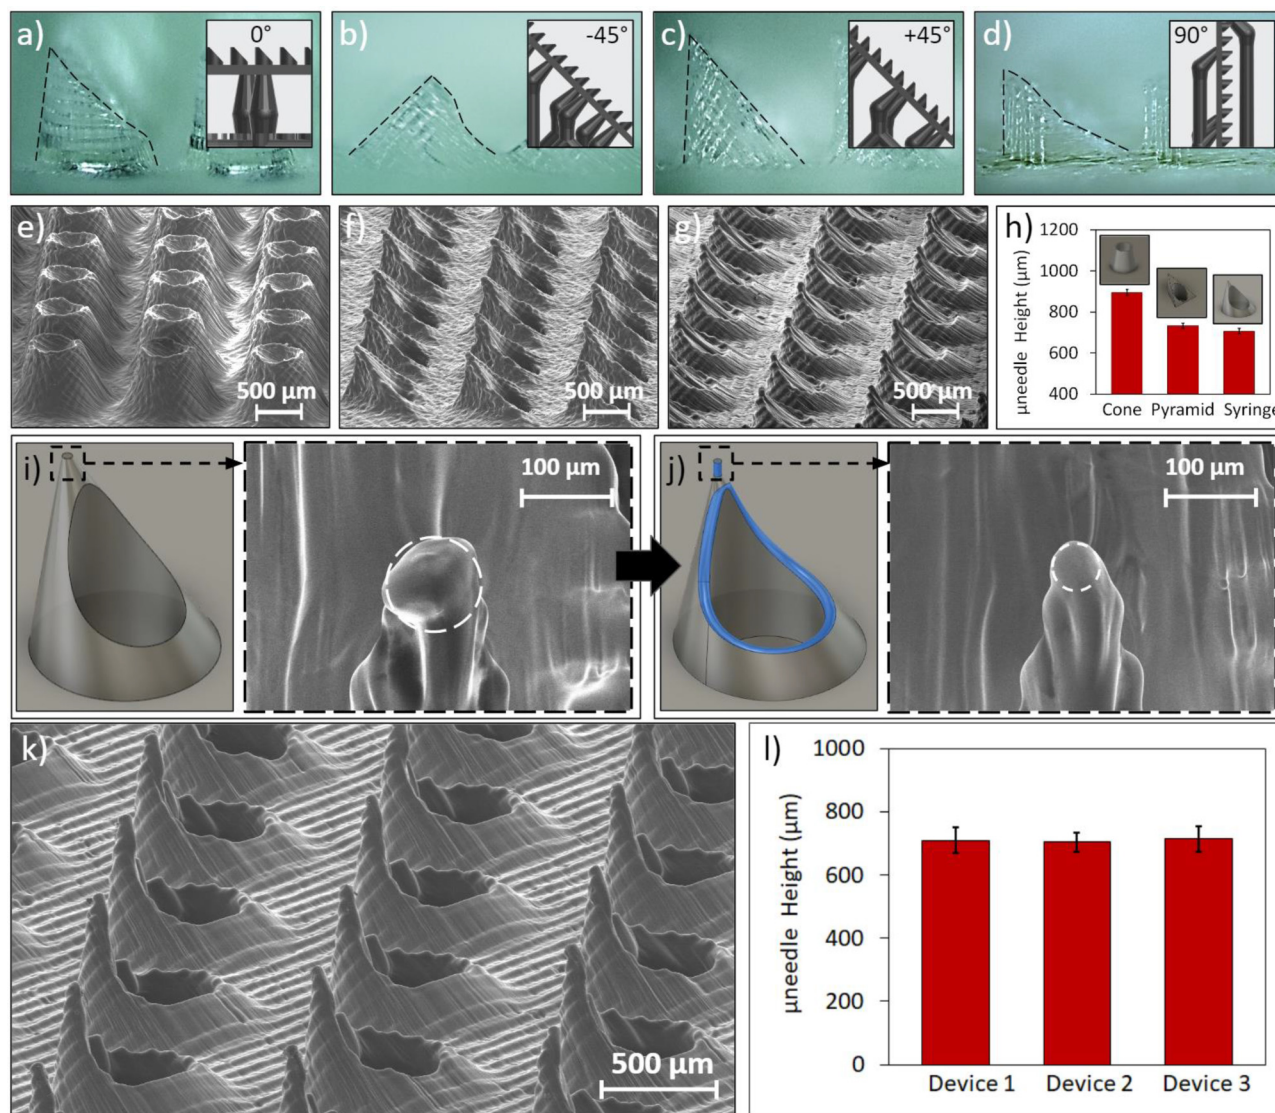 a)
0°
b)
-45°
c)
+45°
d)
90°
e)
500 µm
f)
500 µm
g)
500 µm
h)
µneedle Height (µm)
1200
1000
800
600
400
Cone Pyramid Syringe
i)
100 µm
j)
100 µm
k)
500 µm
l)
µneedle Height (µm)
1000
800
600
400
200
0
Device 1 Device 2 Device 3